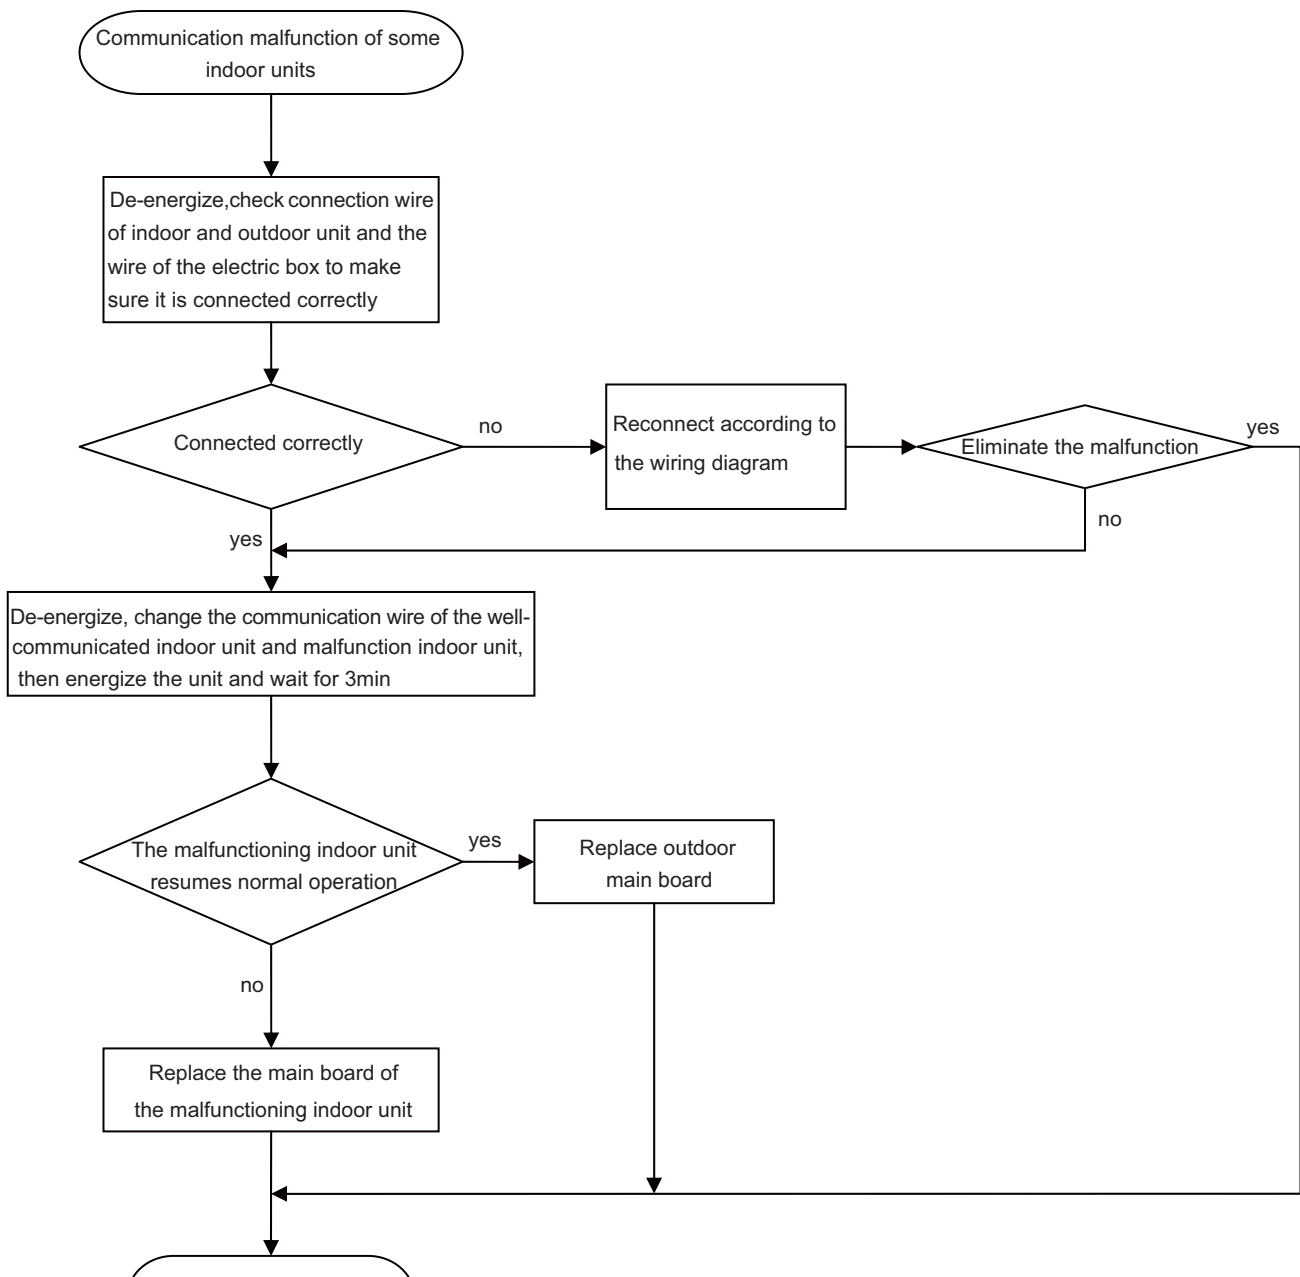 Communication malfunction of some
indoor units
De-energize,check connection wire
of indoor and outdoor unit and the
wire of the electric box to make
sure it is connected correctly
Connected correctly
no
Reconnect according to
the wiring diagram
Eliminate the malfunction
yes
no
yes
De-energize, change the communication wire of the well-
communicated indoor unit and malfunction indoor unit,
then energize the unit and wait for 3min
The malfunctioning indoor unit
resumes normal operation
yes
Replace outdoor
main board
no
Replace the main board of
the malfunctioning indoor unit